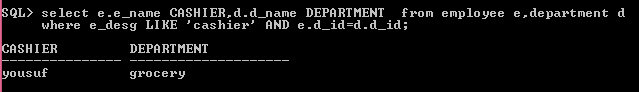 SQL> select e.e_name CASHIER,d.d_name DEPARTMENT  from employee e,department d
     where e_desg LIKE 'cashier' AND e.d_id=d.d_id;
CASHIER         DEPARTMENT
--------------- --------------------
yousuf          grocery